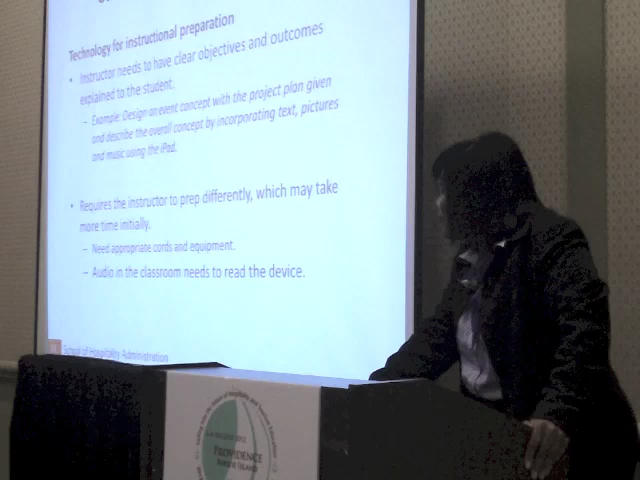 Technology for instructional preparation
• Instructor needs to have clear objectives and outcomes
explained to the student.
– Example: Design an event concept with the project plan given
and describe the overall concept by incorporating text, pictures
and music using the iPad.
• Requires the instructor to prep differently, which may take
more time initially.
– Need appropriate cords and equipment.
– Audio in the classroom needs to read the device.
School of Hospitality Administration
PROVIDENCE
RHODE ISLAND